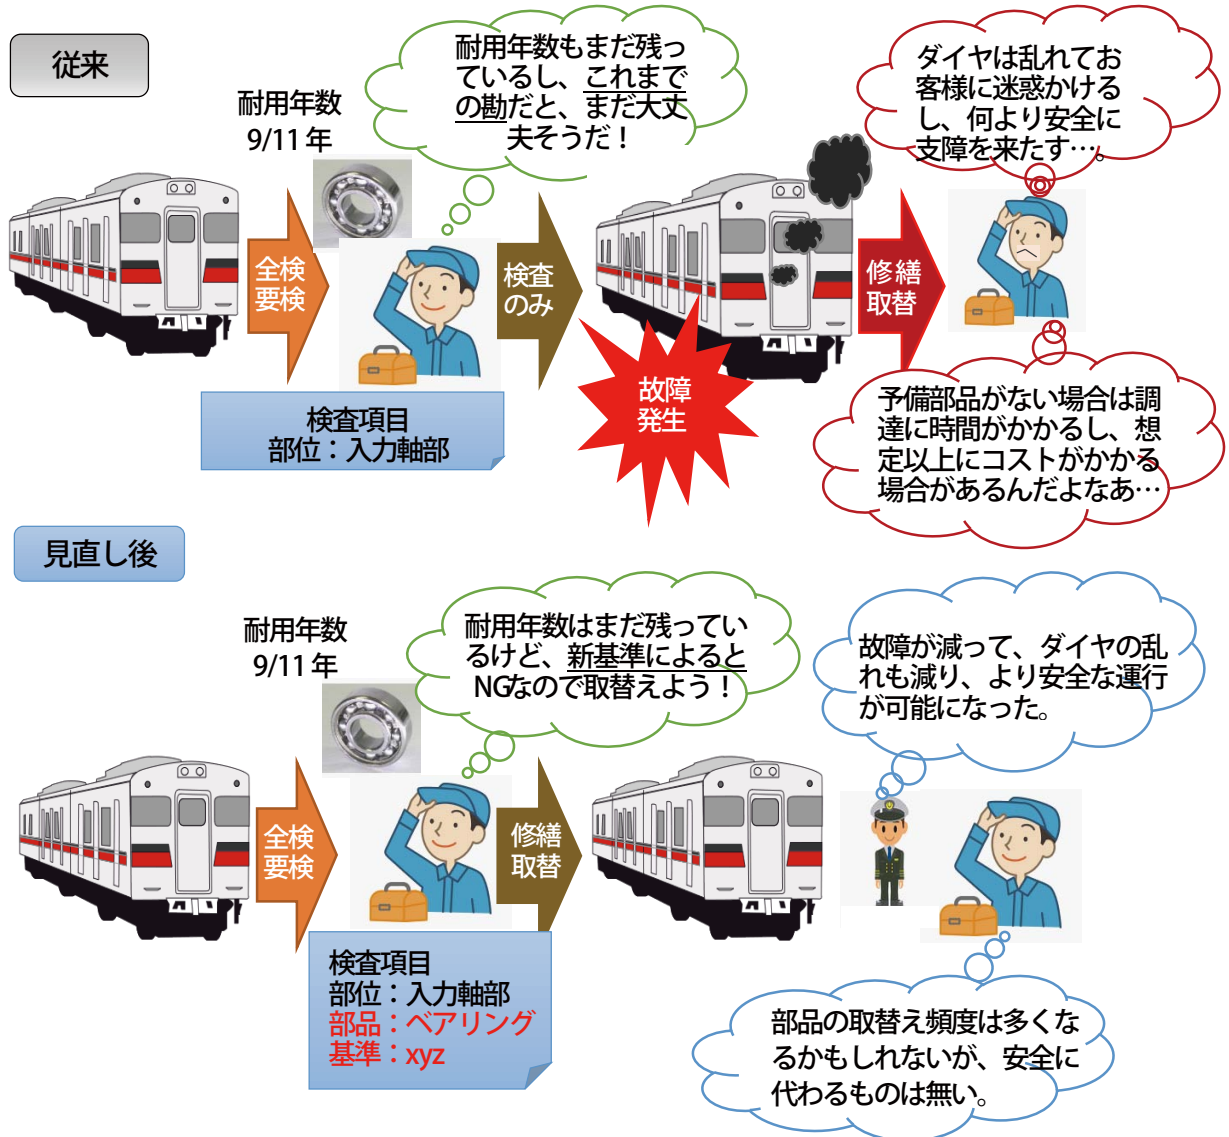 従来
耐用年数
9/11 年
耐用年数もまだ残っ
ているし、これまで
の勘だと、まだ大丈
夫そうだ！
ダイヤは乱れてお
客様に迷惑かける
し、何より安全に
支障を来たす…。
全検
要検
検査
のみ
修繕
取替
故障
発生
検査項目
部位：入力軸部
予備部品がない場合は調
達に時間がかかるし、想
定以上にコストがかかる
場合があるんだよなあ…
見直し後
耐用年数
9/11 年
耐用年数はまだ残ってい
るけど、新基準によると
NGなので取替えよう！
故障が減って、ダイヤの乱
れも減り、より安全な運行
が可能になった。
全検
要検
修繕
取替
検査項目
部位：入力軸部
部品：ベアリング
基準：xyz
部品の取替え頻度は多くな
るかもしれないが、安全に
代わるものは無い。